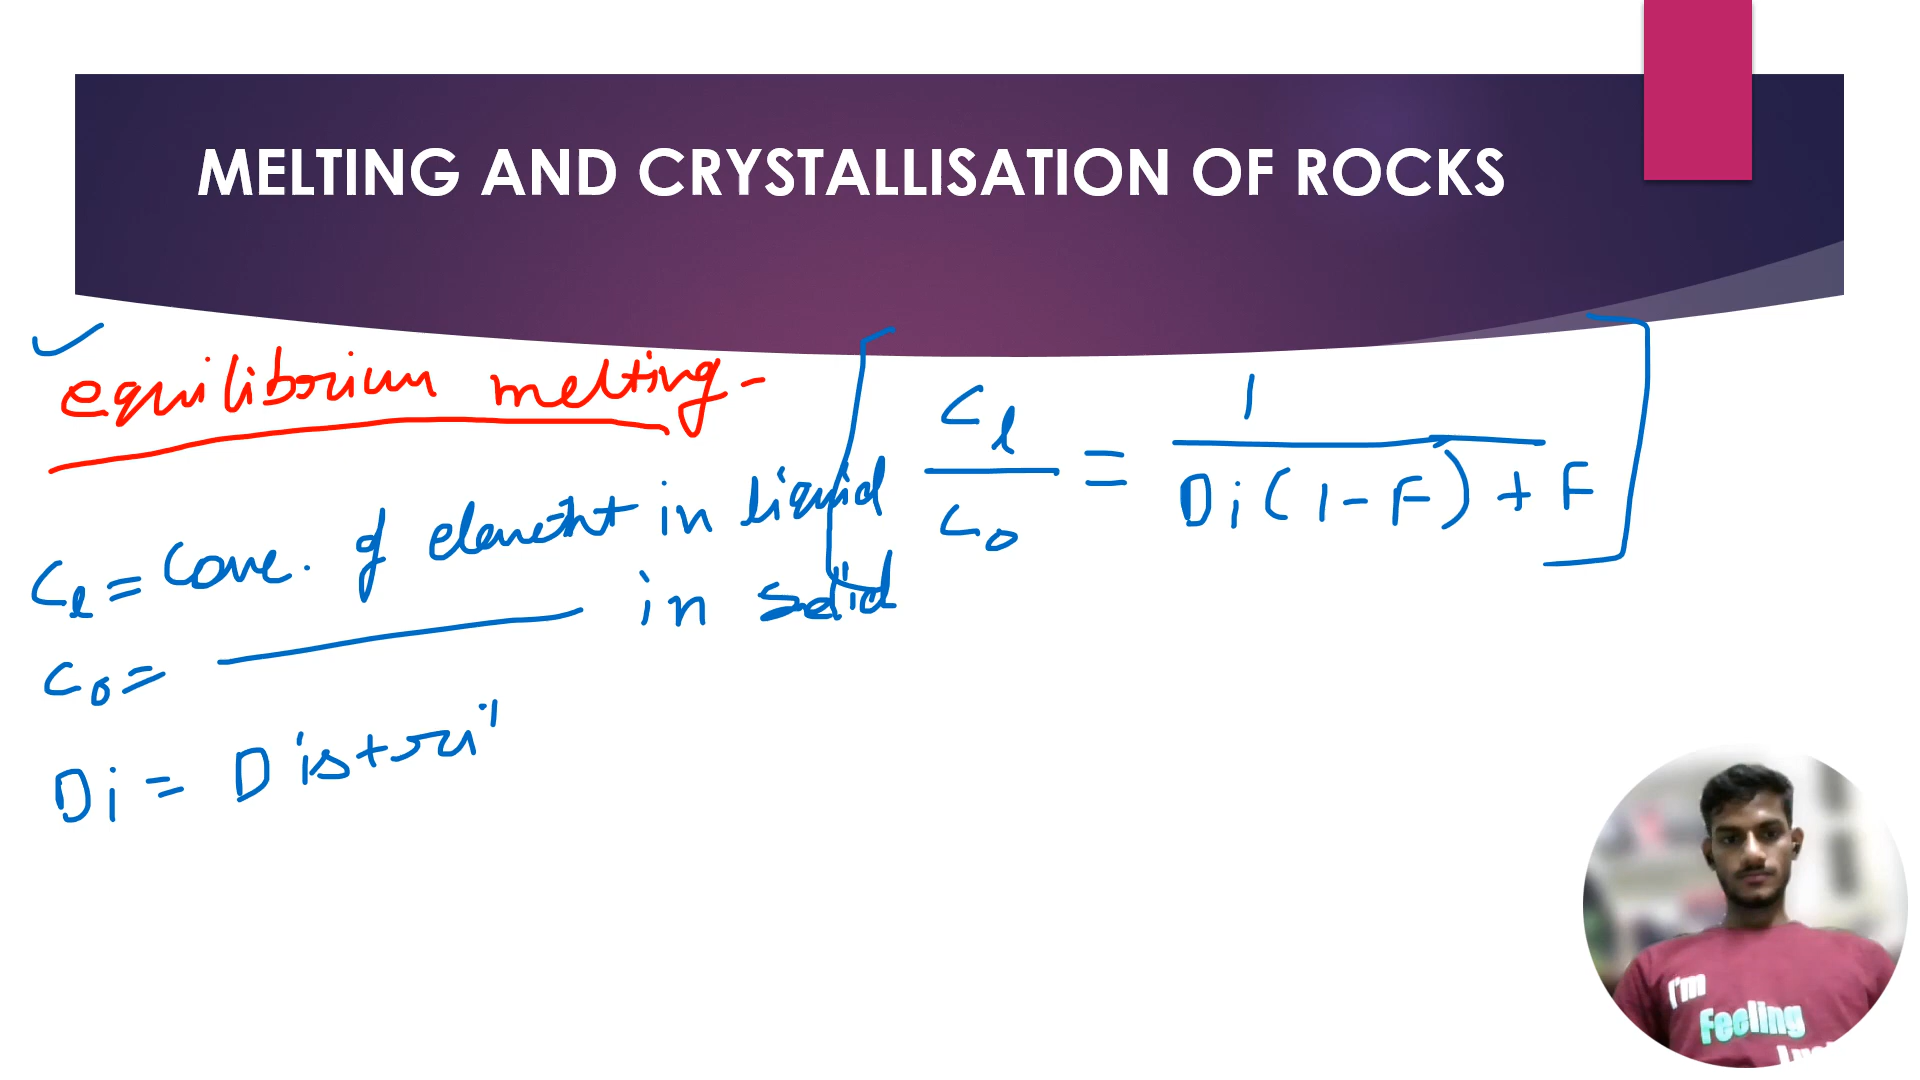 MELTING AND CRYSTALLISATION OF ROCKS
equilibrium melting-
Cl/Co = 1/(Di(1-F)+F)
Cl = conc. of element in liquid
Co = ——— in solid
Di = Distri
I'm
Feeling